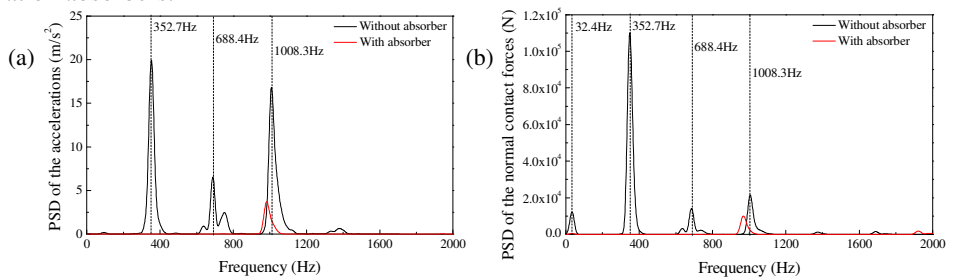 (a)
PSD of the accelerations (m/s²)
25
20
15
10
5
0
352.7Hz
688.4Hz
1008.3Hz
Without absorber
With absorber
0 400 800 1200 1600 2000
Frequency (Hz)
(b)
PSD of the normal contact forces (N)
1.2x10⁵
1.0x10⁵
8.0x10⁴
6.0x10⁴
4.0x10⁴
2.0x10⁴
0.0
32.4Hz
352.7Hz
688.4Hz
1008.3Hz
Without absorber
With absorber
0 400 800 1200 1600 2000
Frequency (Hz)